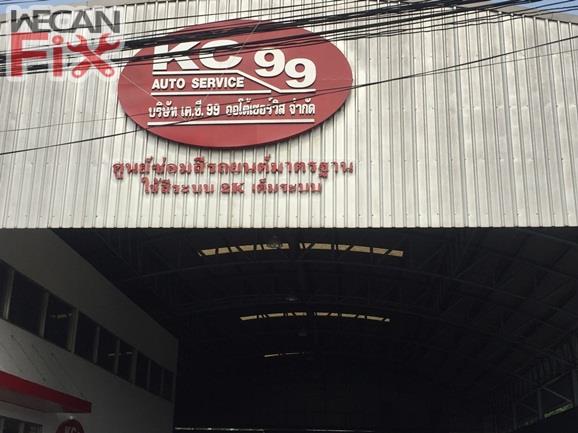 WECAN
FiX
KC 99
AUTO SERVICE
บริษัท เค.ซี. 99 ออโต้เซอร์วิส จำกัด
ศูนย์ซ่อมสีรถยนต์มาตรฐาน
ใช้สีระบบ 2K เต็มระบบ
KC